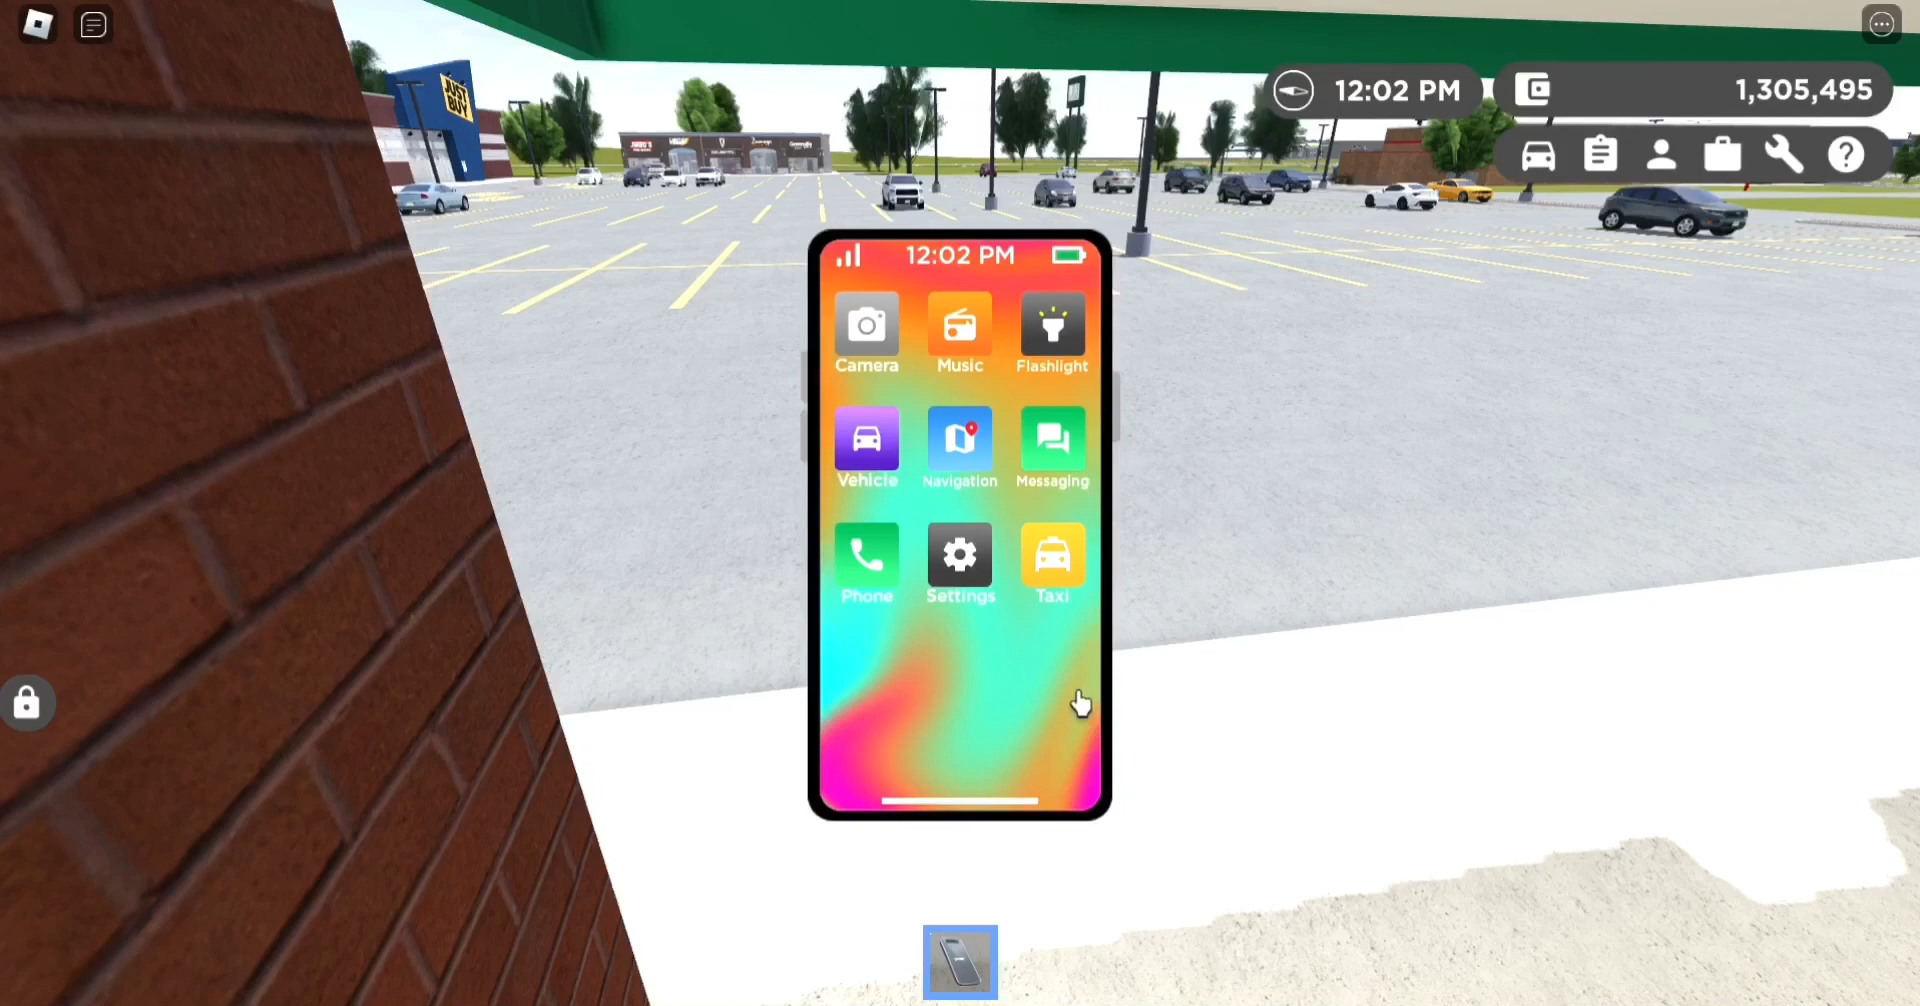 JUST
BUY
12:02 PM
1,305,495
12:02 PM
Camera
Music
Flashlight
Vehicle
Navigation
Messaging
Phone
Settings
Taxi